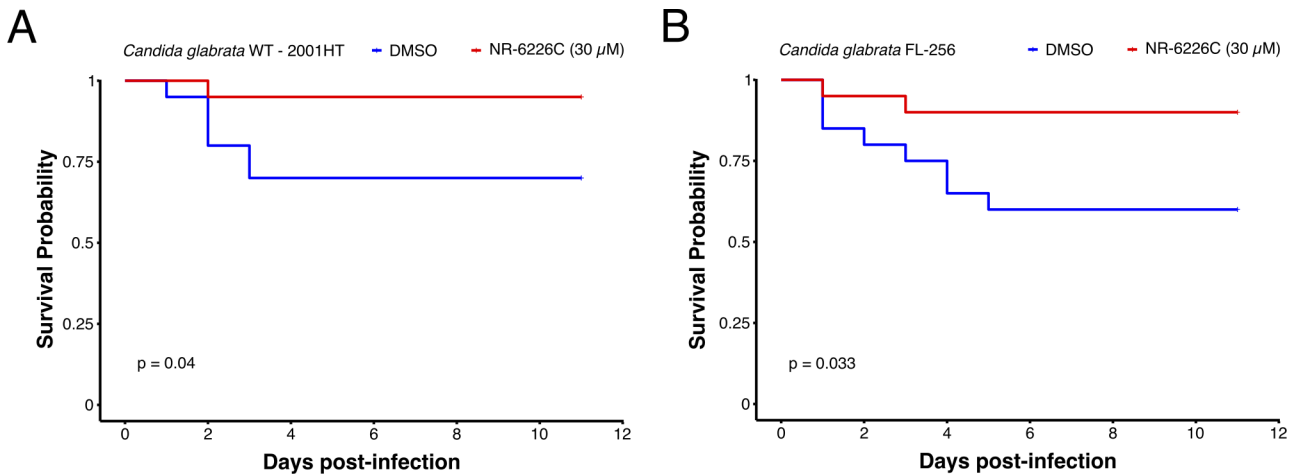 A
Candida glabrata WT - 2001HT DMSO NR-6226C (30 µM)
Survival Probability
1
0.75
0.5
0.25
0
p = 0.04
0 2 4 6 8 10 12
Days post-infection
B
Candida glabrata FL-256 DMSO NR-6226C (30 µM)
Survival Probability
1
0.75
0.5
0.25
0
p = 0.033
0 2 4 6 8 10 12
Days post-infection